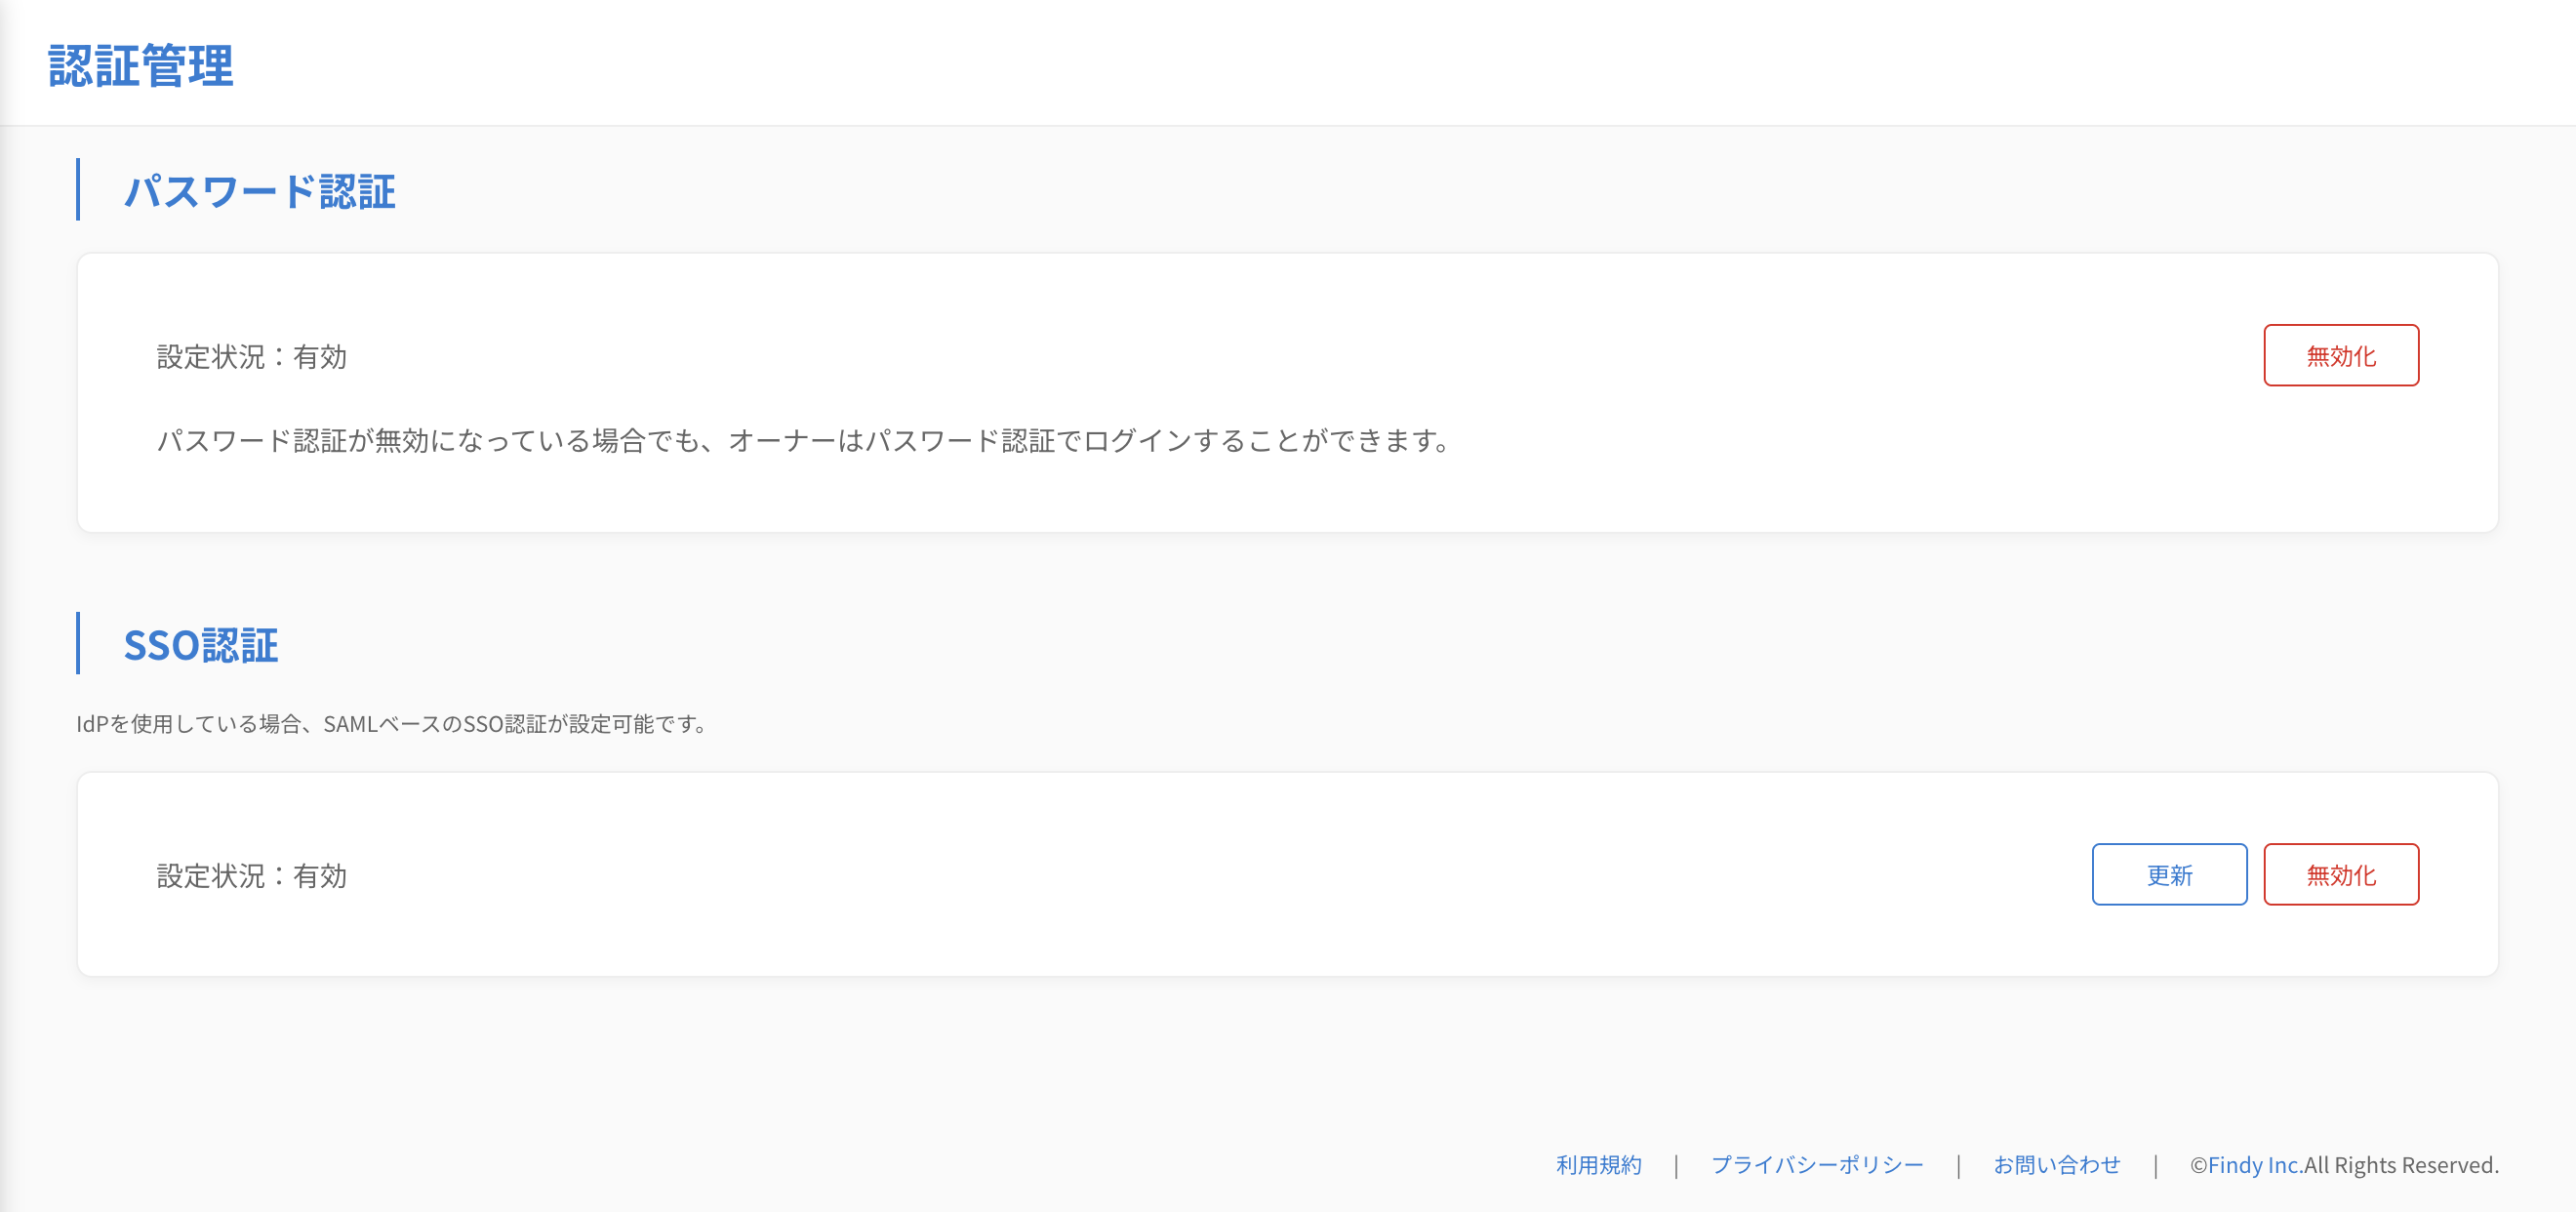 認証管理
パスワード認証
設定状況：有効
無効化
パスワード認証が無効になっている場合でも、オーナーはパスワード認証でログインすることができます。
SSO認証
IdPを使用している場合、SAMLベースのSSO認証が設定可能です。
設定状況：有効
更新
無効化
利用規約 | プライバシーポリシー | お問い合わせ | ©Findy Inc.All Rights Reserved.